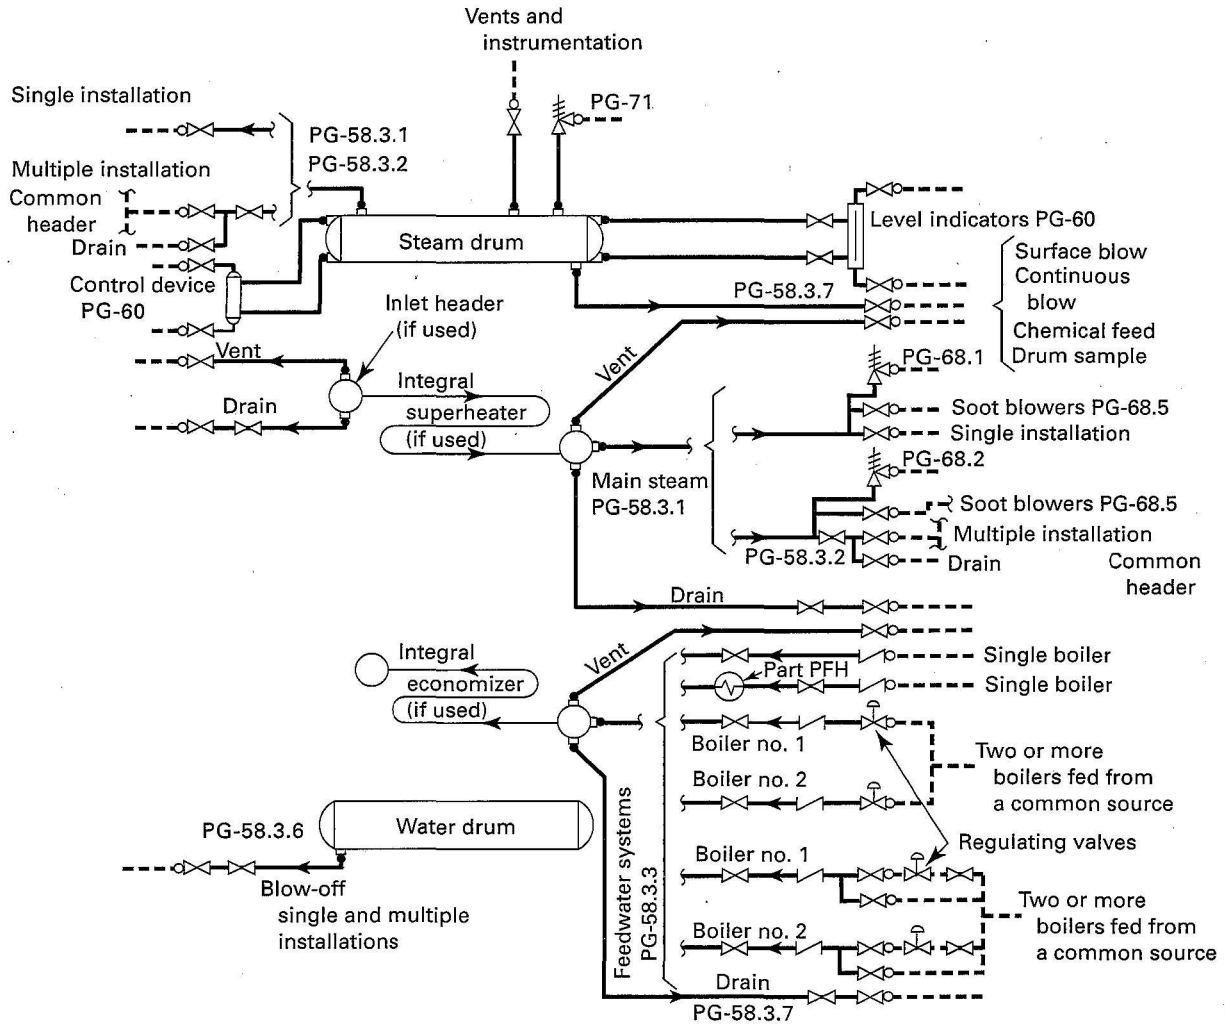 Vents and
instrumentation
Single installation
PG-71
PG-58.3.1
PG-58.3.2
Multiple installation
Common
header
Drain
Steam drum
Level indicators PG-60
Control device
PG-60
Surface blow
Continuous
blow
Chemical feed
Drum sample
PG-58.3.7
Inlet header
(if used)
Vent
Vent
Integral
superheater
(if used)
Drain
PG-68.1
Soot blowers PG-68.5
Single installation
PG-68.2
Main steam
PG-58.3.1
Soot blowers PG-68.5
Multiple installation
PG-58.3.2
Drain
Common
header
Drain
Vent
Integral
economizer
(if used)
Single boiler
Part PFH
Single boiler
Boiler no. 1
Two or more
boilers fed from
a common source
Boiler no. 2
Regulating valves
Water drum
PG-58.3.6
Blow-off
single and multiple
installations
Feedwater systems
PG-58.3.3
Boiler no. 1
Two or more
boilers fed from
a common source
Boiler no. 2
Drain
PG-58.3.7